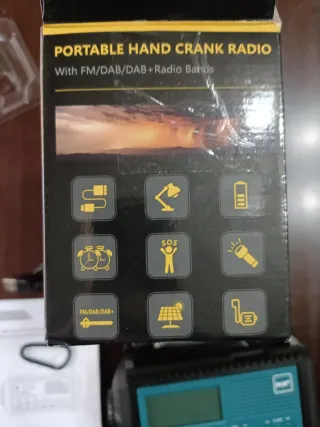 PORTABLE HAND CRANK RADIO
With FM/DAB/DAB+Radio Bands
SOS
FM/DAB/DAB+